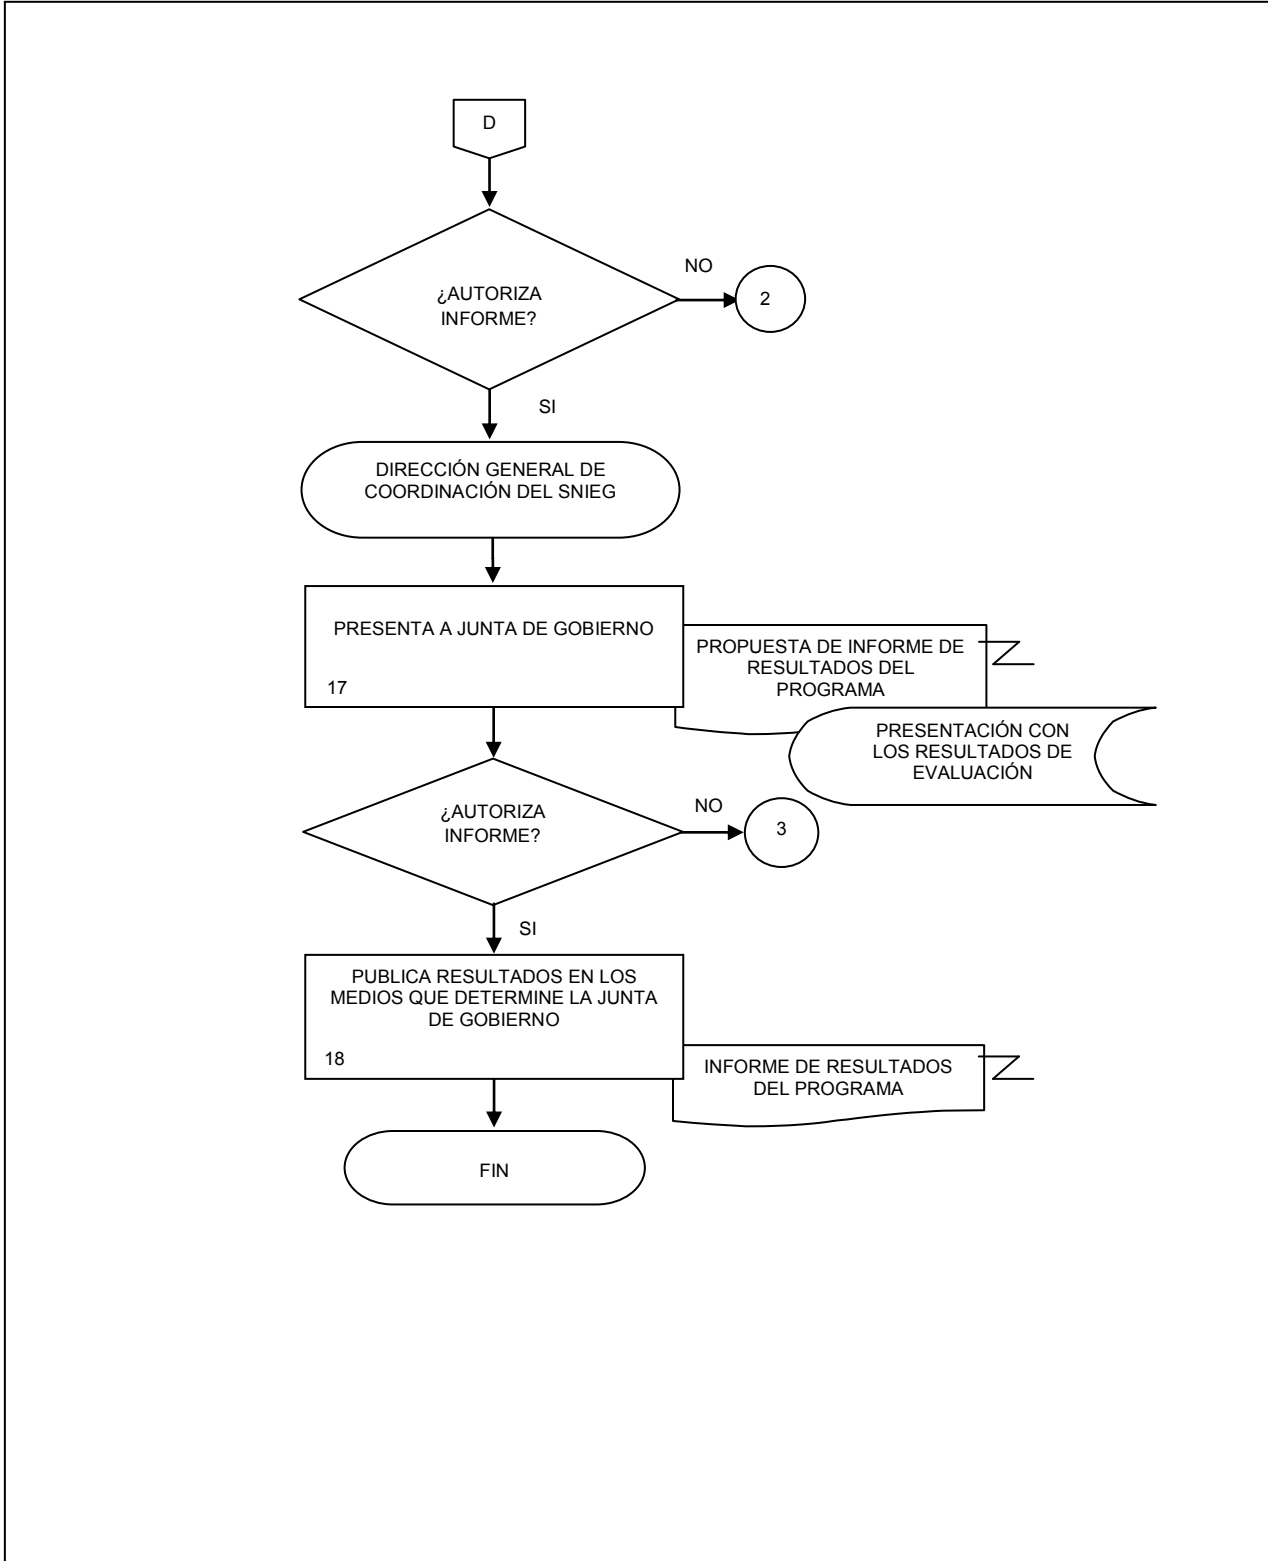 D
¿AUTORIZA
INFORME?
NO
2
SI
DIRECCIÓN GENERAL DE
COORDINACIÓN DEL SNIEG
PRESENTA A JUNTA DE GOBIERNO
17
PROPUESTA DE INFORME DE
RESULTADOS DEL
PROGRAMA
PRESENTACIÓN CON
LOS RESULTADOS DE
EVALUACIÓN
¿AUTORIZA
INFORME?
NO
3
SI
PUBLICA RESULTADOS EN LOS
MEDIOS QUE DETERMINE LA JUNTA
DE GOBIERNO
18
INFORME DE RESULTADOS
DEL PROGRAMA
FIN